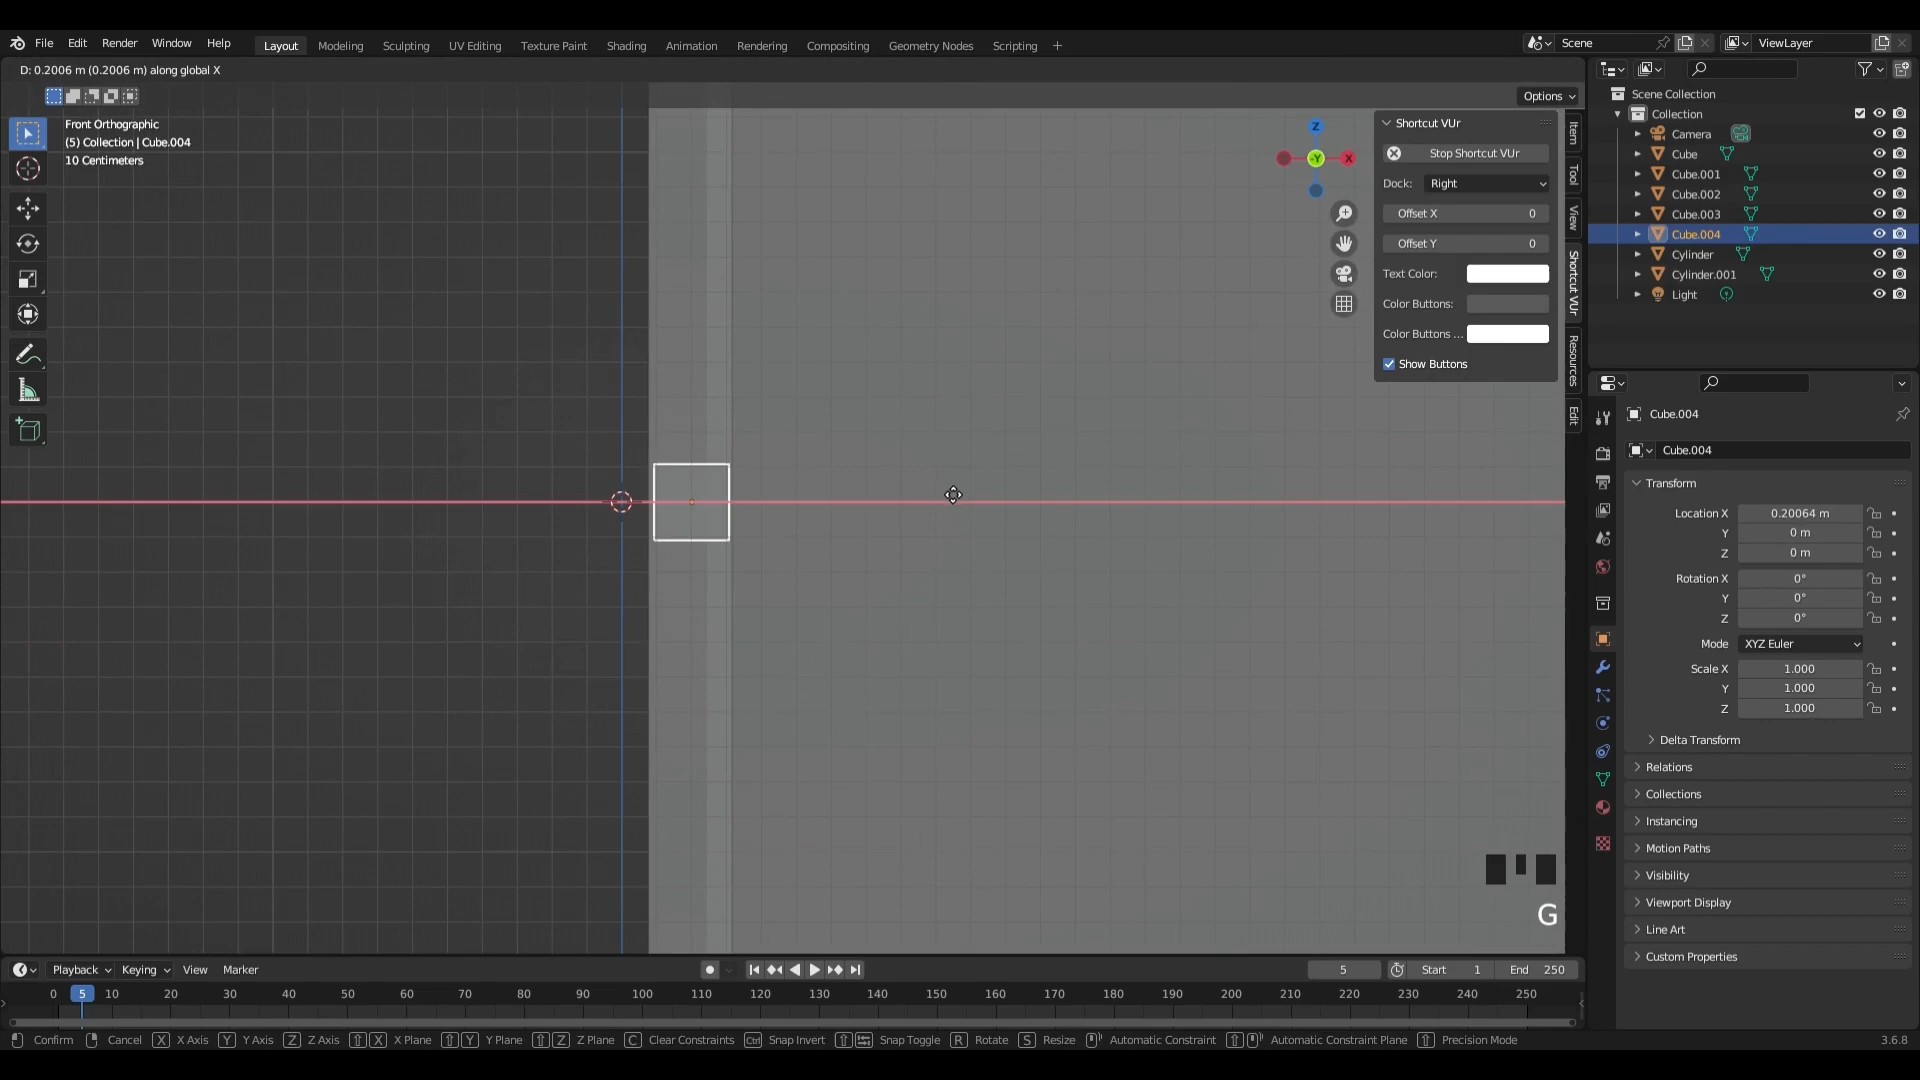 File Edit Render Window Help Layout Modeling Sculpting UV Editing Texture Paint Shading Animation Rendering Compositing Geometry Nodes Scripting + Scene ViewLayer
D: 0.2006 m (0.2006 m) along global X
Options
Front Orthographic
(5) Collection | Cube.004
10 Centimeters
Z
-Y
X
Shortcut VUr
Stop Shortcut VUr
Dock: Right
Offset X 0
Offset Y 0
Text Color:
Color Buttons:
Color Buttons ...
Show Buttons
Item
Tool
View
Shortcut VUr
Resources
Edit
Scene Collection
Collection
Camera
Cube
Cube.001
Cube.002
Cube.003
Cube.004
Cylinder
Cylinder.001
Light
Cube.004
Cube.004
Transform
Location X 0.20064 m
Y 0 m
Z 0 m
Rotation X 0°
Y 0°
Z 0°
Mode XYZ Euler
Scale X 1.000
Y 1.000
Z 1.000
Delta Transform
Relations
Collections
Instancing
Motion Paths
Visibility
Viewport Display
Line Art
Custom Properties
G
Playback Keying View Marker 5 Start 1 End 250
0 5 10 20 30 40 50 60 70 80 90 100 110 120 130 140 150 160 170 180 190 200 210 220 230 240 250
Confirm Cancel X X Axis Y Y Axis Z Z Axis X X Plane Y Y Plane Z Z Plane C Clear Constraints Ctrl Snap Invert Snap Toggle R Rotate S Resize Automatic Constraint Automatic Constraint Plane Precision Mode 3.6.8